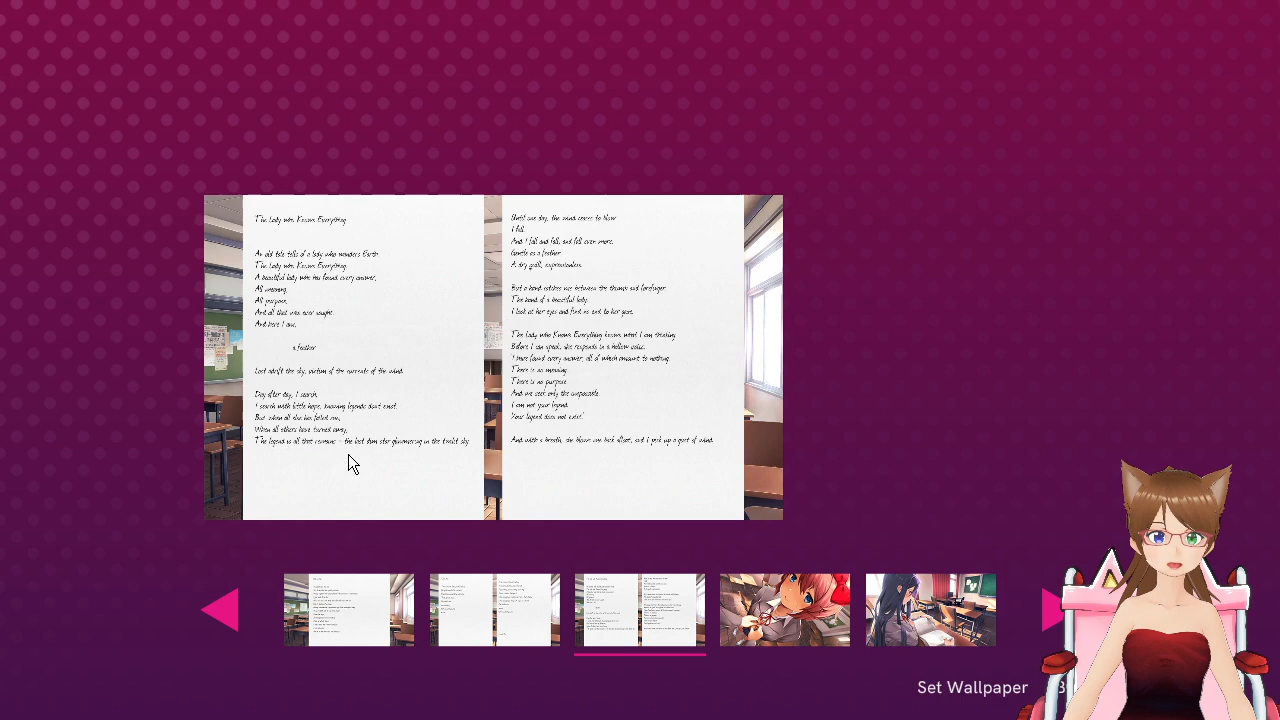 The Lady who Knows Everything
An old tale tells of a lady who wanders Earth.
The Lady who Knows Everything.
A beautiful lady who has found every answer,
All meaning,
All purpose,
And all that was ever sought.
And here I am,
a feather
Lost adrift the sky, victim of the currents of the wind.
Day after day, I search.
I search with little hope, knowing legends don't exist.
But when all else has failed me,
When all others have turned away,
The legend is all that remains - the last dim star glimmering in the twilit sky.
Until one day, the wind ceases to blow.
I fall.
And I fall and fall, and fall even more.
Gentle as a feather.
A dry quill, expressionless.
But a hand catches me between the thumb and forefinger.
The hand of a beautiful lady.
I look at her eyes and find no end to her gaze.
The Lady who Knows Everything knows what I am thinking.
Before I can speak, she responds in a hollow voice.
"I have found every answer, all of which amount to nothing.
There is no meaning.
There is no purpose.
And we seek only the impossible.
I am not your legend.
Your legend does not exist."
And with a breath, she blows me back afloat, and I pick up a gust of wind.
Set Wallpaper